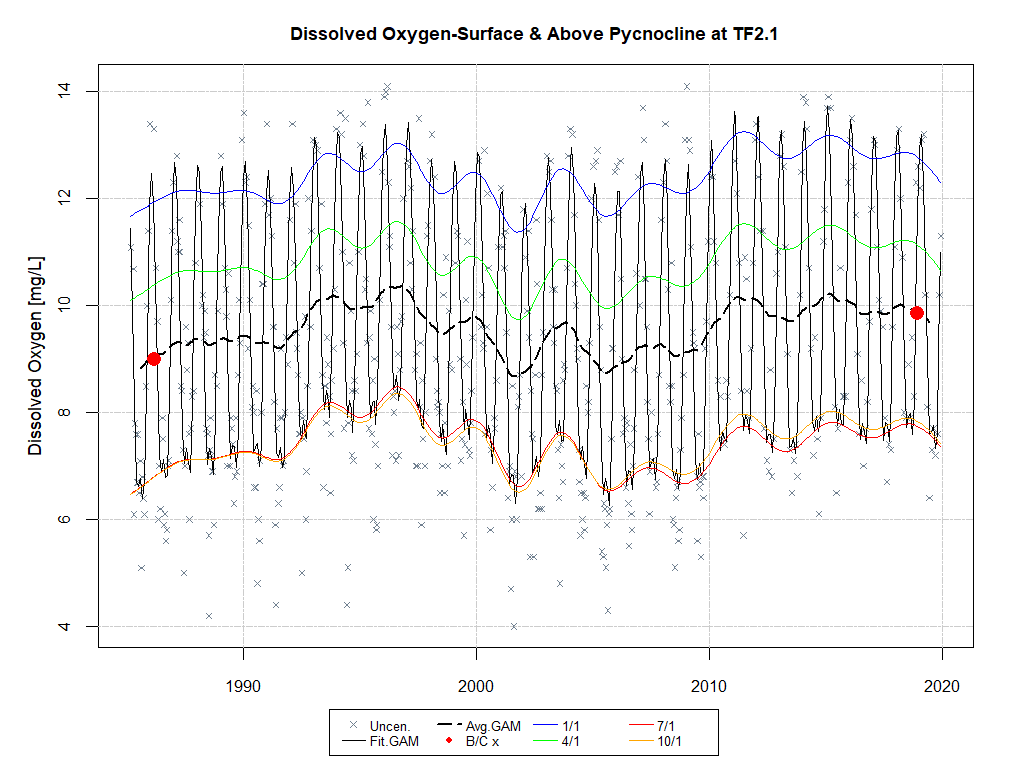 Dissolved Oxygen-Surface & Above Pycnocline at TF2.1
Dissolved Oxygen [mg/L]
14
12
10
8
6
4
1990
2000
2010
2020
Uncen. Avg.GAM 1/1 7/1
Fit.GAM B/C x 4/1 10/1